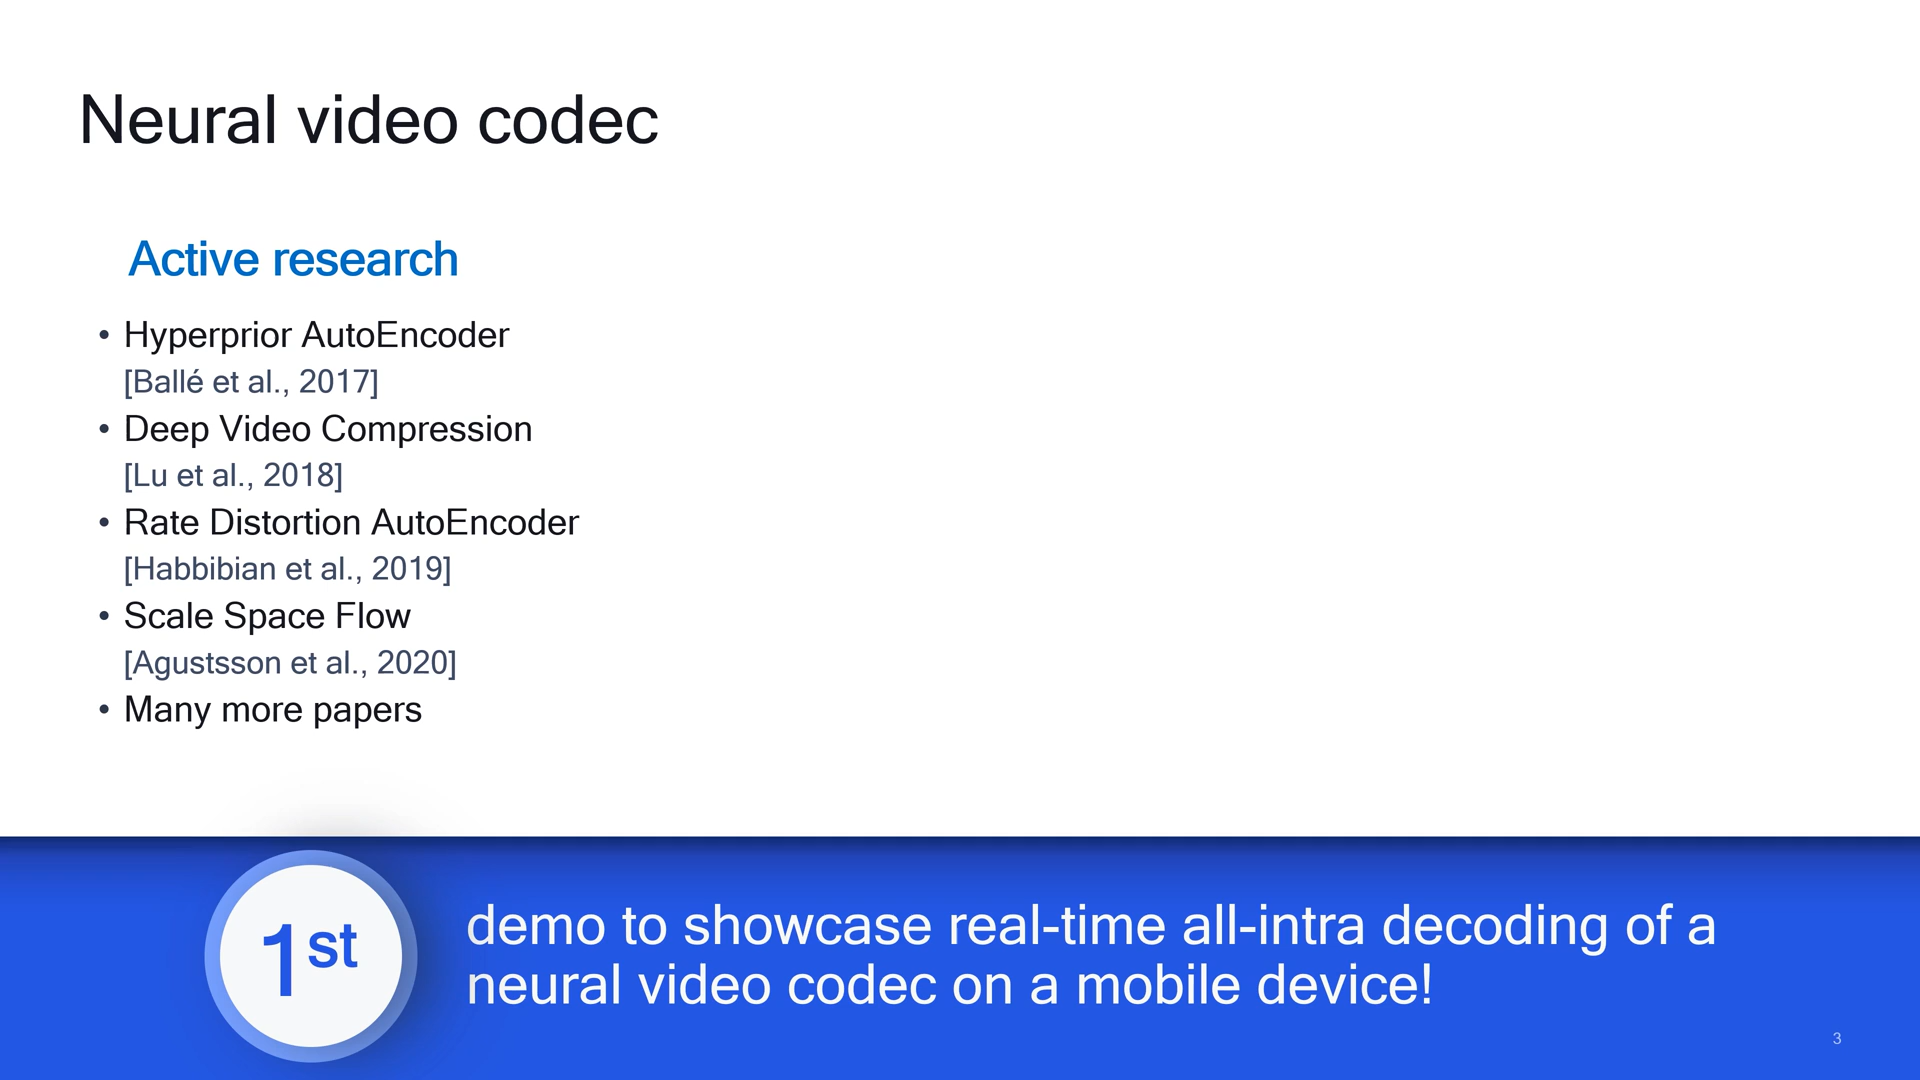 Neural video codec
Active research
• Hyperprior AutoEncoder
[Ballé et al., 2017]
• Deep Video Compression
[Lu et al., 2018]
• Rate Distortion AutoEncoder
[Habbibian et al., 2019]
• Scale Space Flow
[Agustsson et al., 2020]
• Many more papers
1st
demo to showcase real-time all-intra decoding of a
neural video codec on a mobile device!
3